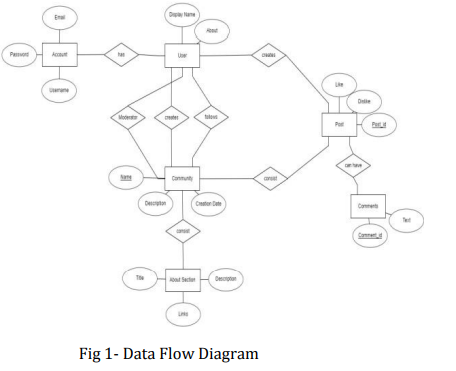 Display Name
Email
About
Password
Account
has
User
creates
Username
Like
Dislike
Moderator
creates
follows
Post
Post_id
can have
Name
Community
consist
Description
Creation Date
Comments
Text
Comment_id
consist
Title
About Section
Description
Links
Fig 1- Data Flow Diagram